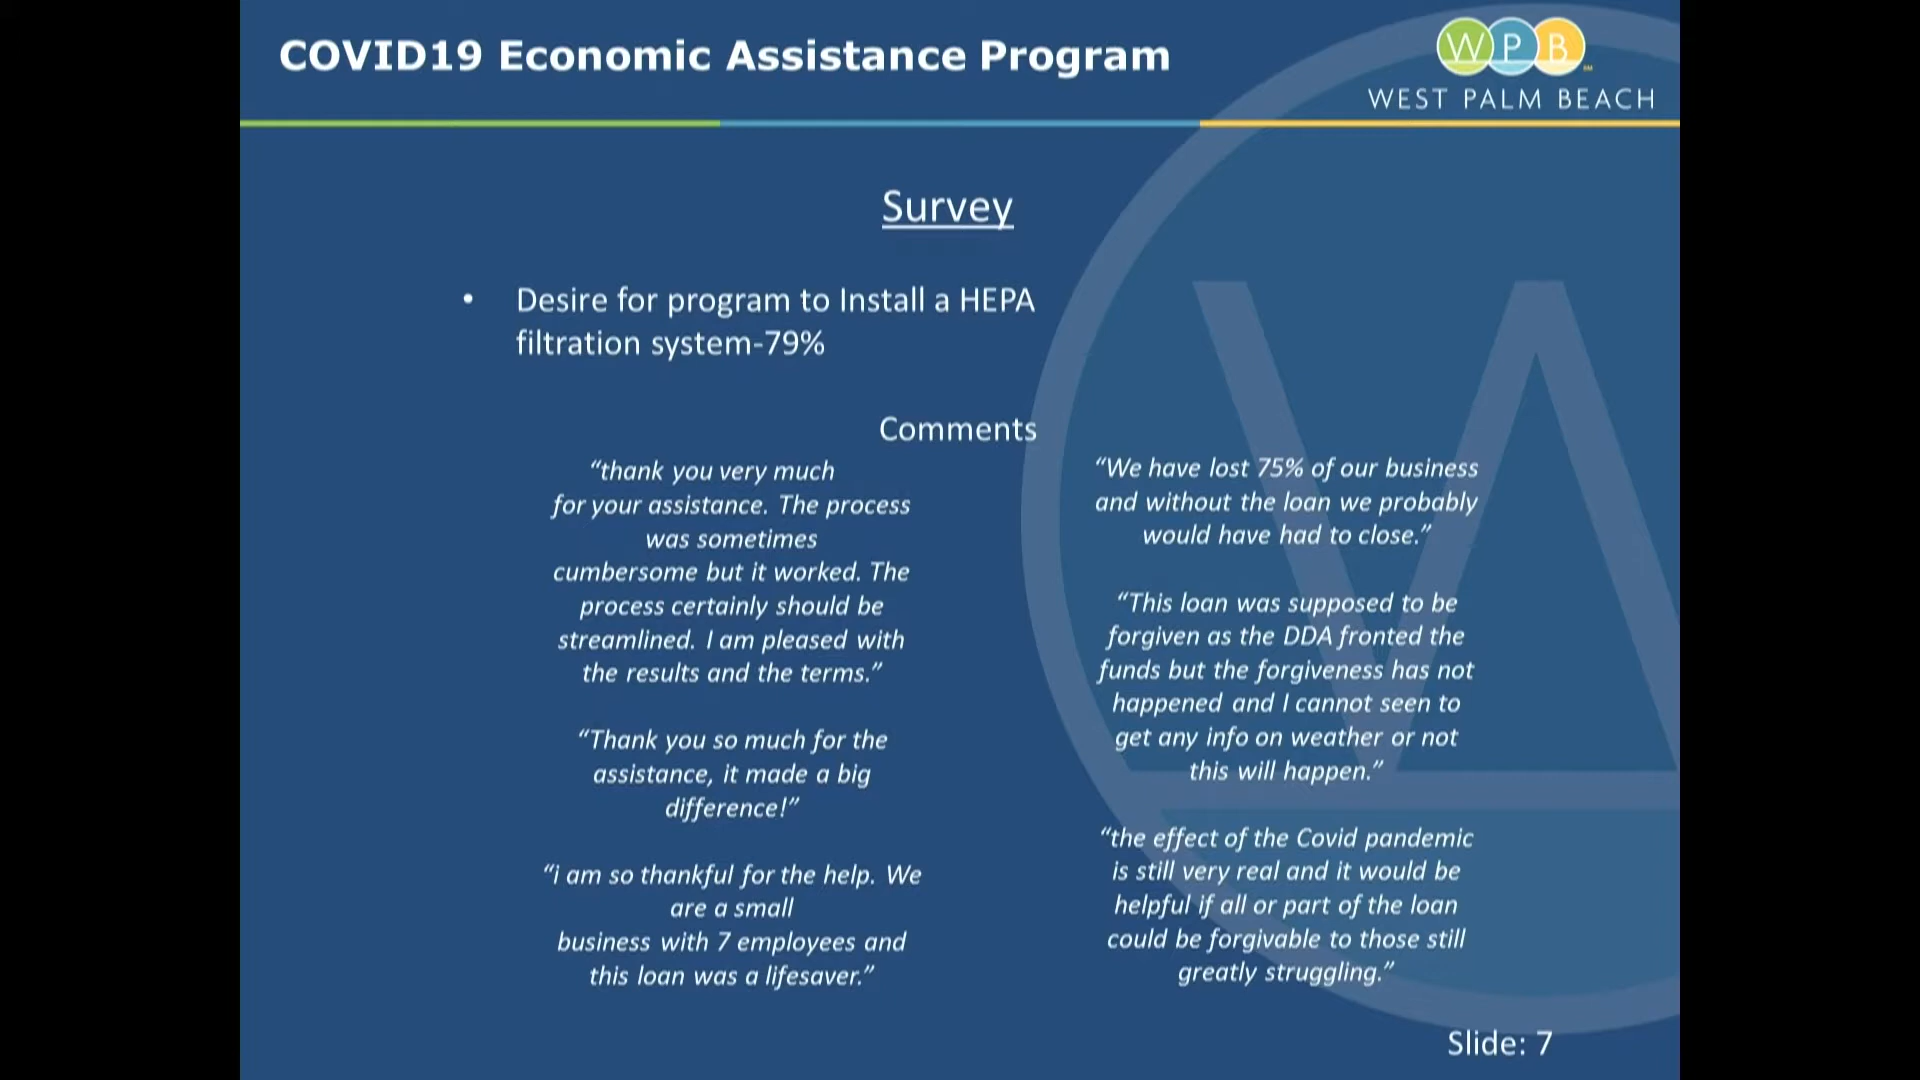 COVID19 Economic Assistance Program
WPB
SM
WEST PALM BEACH
Survey
• Desire for program to Install a HEPA
filtration system-79%
Comments
“thank you very much
for your assistance. The process
was sometimes
cumbersome but it worked. The
process certainly should be
streamlined. I am pleased with
the results and the terms.”
“Thank you so much for the
assistance, it made a big
difference!”
“i am so thankful for the help. We
are a small
business with 7 employees and
this loan was a lifesaver.”
“We have lost 75% of our business
and without the loan we probably
would have had to close.”
“This loan was supposed to be
forgiven as the DDA fronted the
funds but the forgiveness has not
happened and I cannot seen to
get any info on weather or not
this will happen.”
“the effect of the Covid pandemic
is still very real and it would be
helpful if all or part of the loan
could be forgivable to those still
greatly struggling.”
Slide: 7